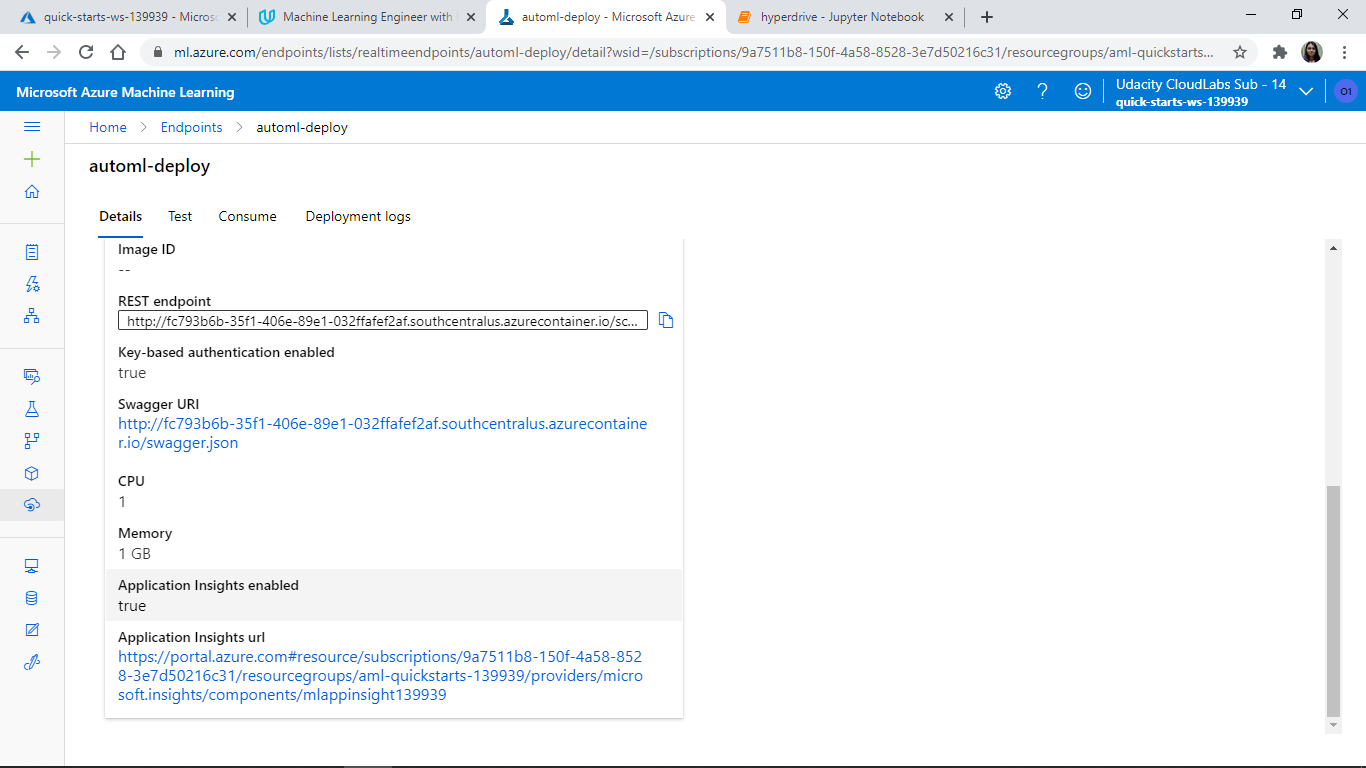 quick-starts-ws-139939 - Micros
Machine Learning Engineer with
automl-deploy - Microsoft Azure
hyperdrive - Jupyter Notebook
ml.azure.com/endpoints/lists/realtimeendpoints/automl-deploy/detail?wsid=/subscriptions/9a7511b8-150f-4a58-8528-3e7d50216c31/resourcegroups/aml-quickstarts...
Microsoft Azure Machine Learning
Udacity CloudLabs Sub - 14
quick-starts-ws-139939
O1
Home > Endpoints > automl-deploy
automl-deploy
Details Test Consume Deployment logs
Image ID
--
REST endpoint
http://fc793b6b-35f1-406e-89e1-032ffafef2af.southcentralus.azurecontainer.io/sc...
Key-based authentication enabled
true
Swagger URI
http://fc793b6b-35f1-406e-89e1-032ffafef2af.southcentralus.azurecontaine
r.io/swagger.json
CPU
1
Memory
1 GB
Application Insights enabled
true
Application Insights url
https://portal.azure.com#resource/subscriptions/9a7511b8-150f-4a58-852
8-3e7d50216c31/resourcegroups/aml-quickstarts-139939/providers/micro
soft.insights/components/mlappinsight139939